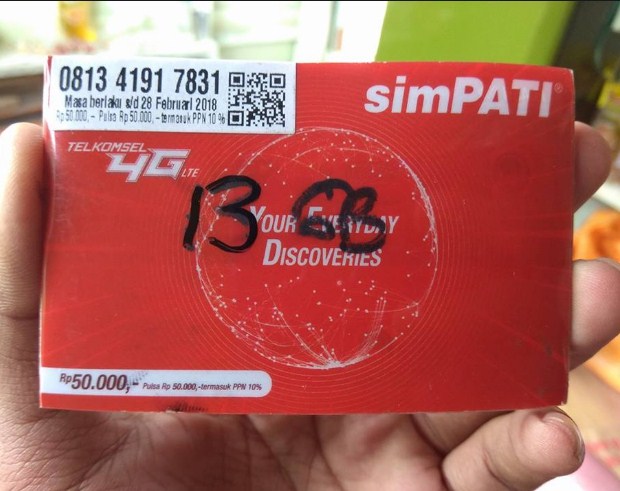 0813 4191 7831
Masa berlaku s/d 28 Februari 2018
Rp 50.000,- Pulsa Rp 50.000,-termasuk PPN 10%
simPATI®
TELKOMSEL
4G LTE
13 GB
YOUR EVERYDAY
DISCOVERIES
Rp50.000,- Pulsa Rp 50.000,-termasuk PPN 10%